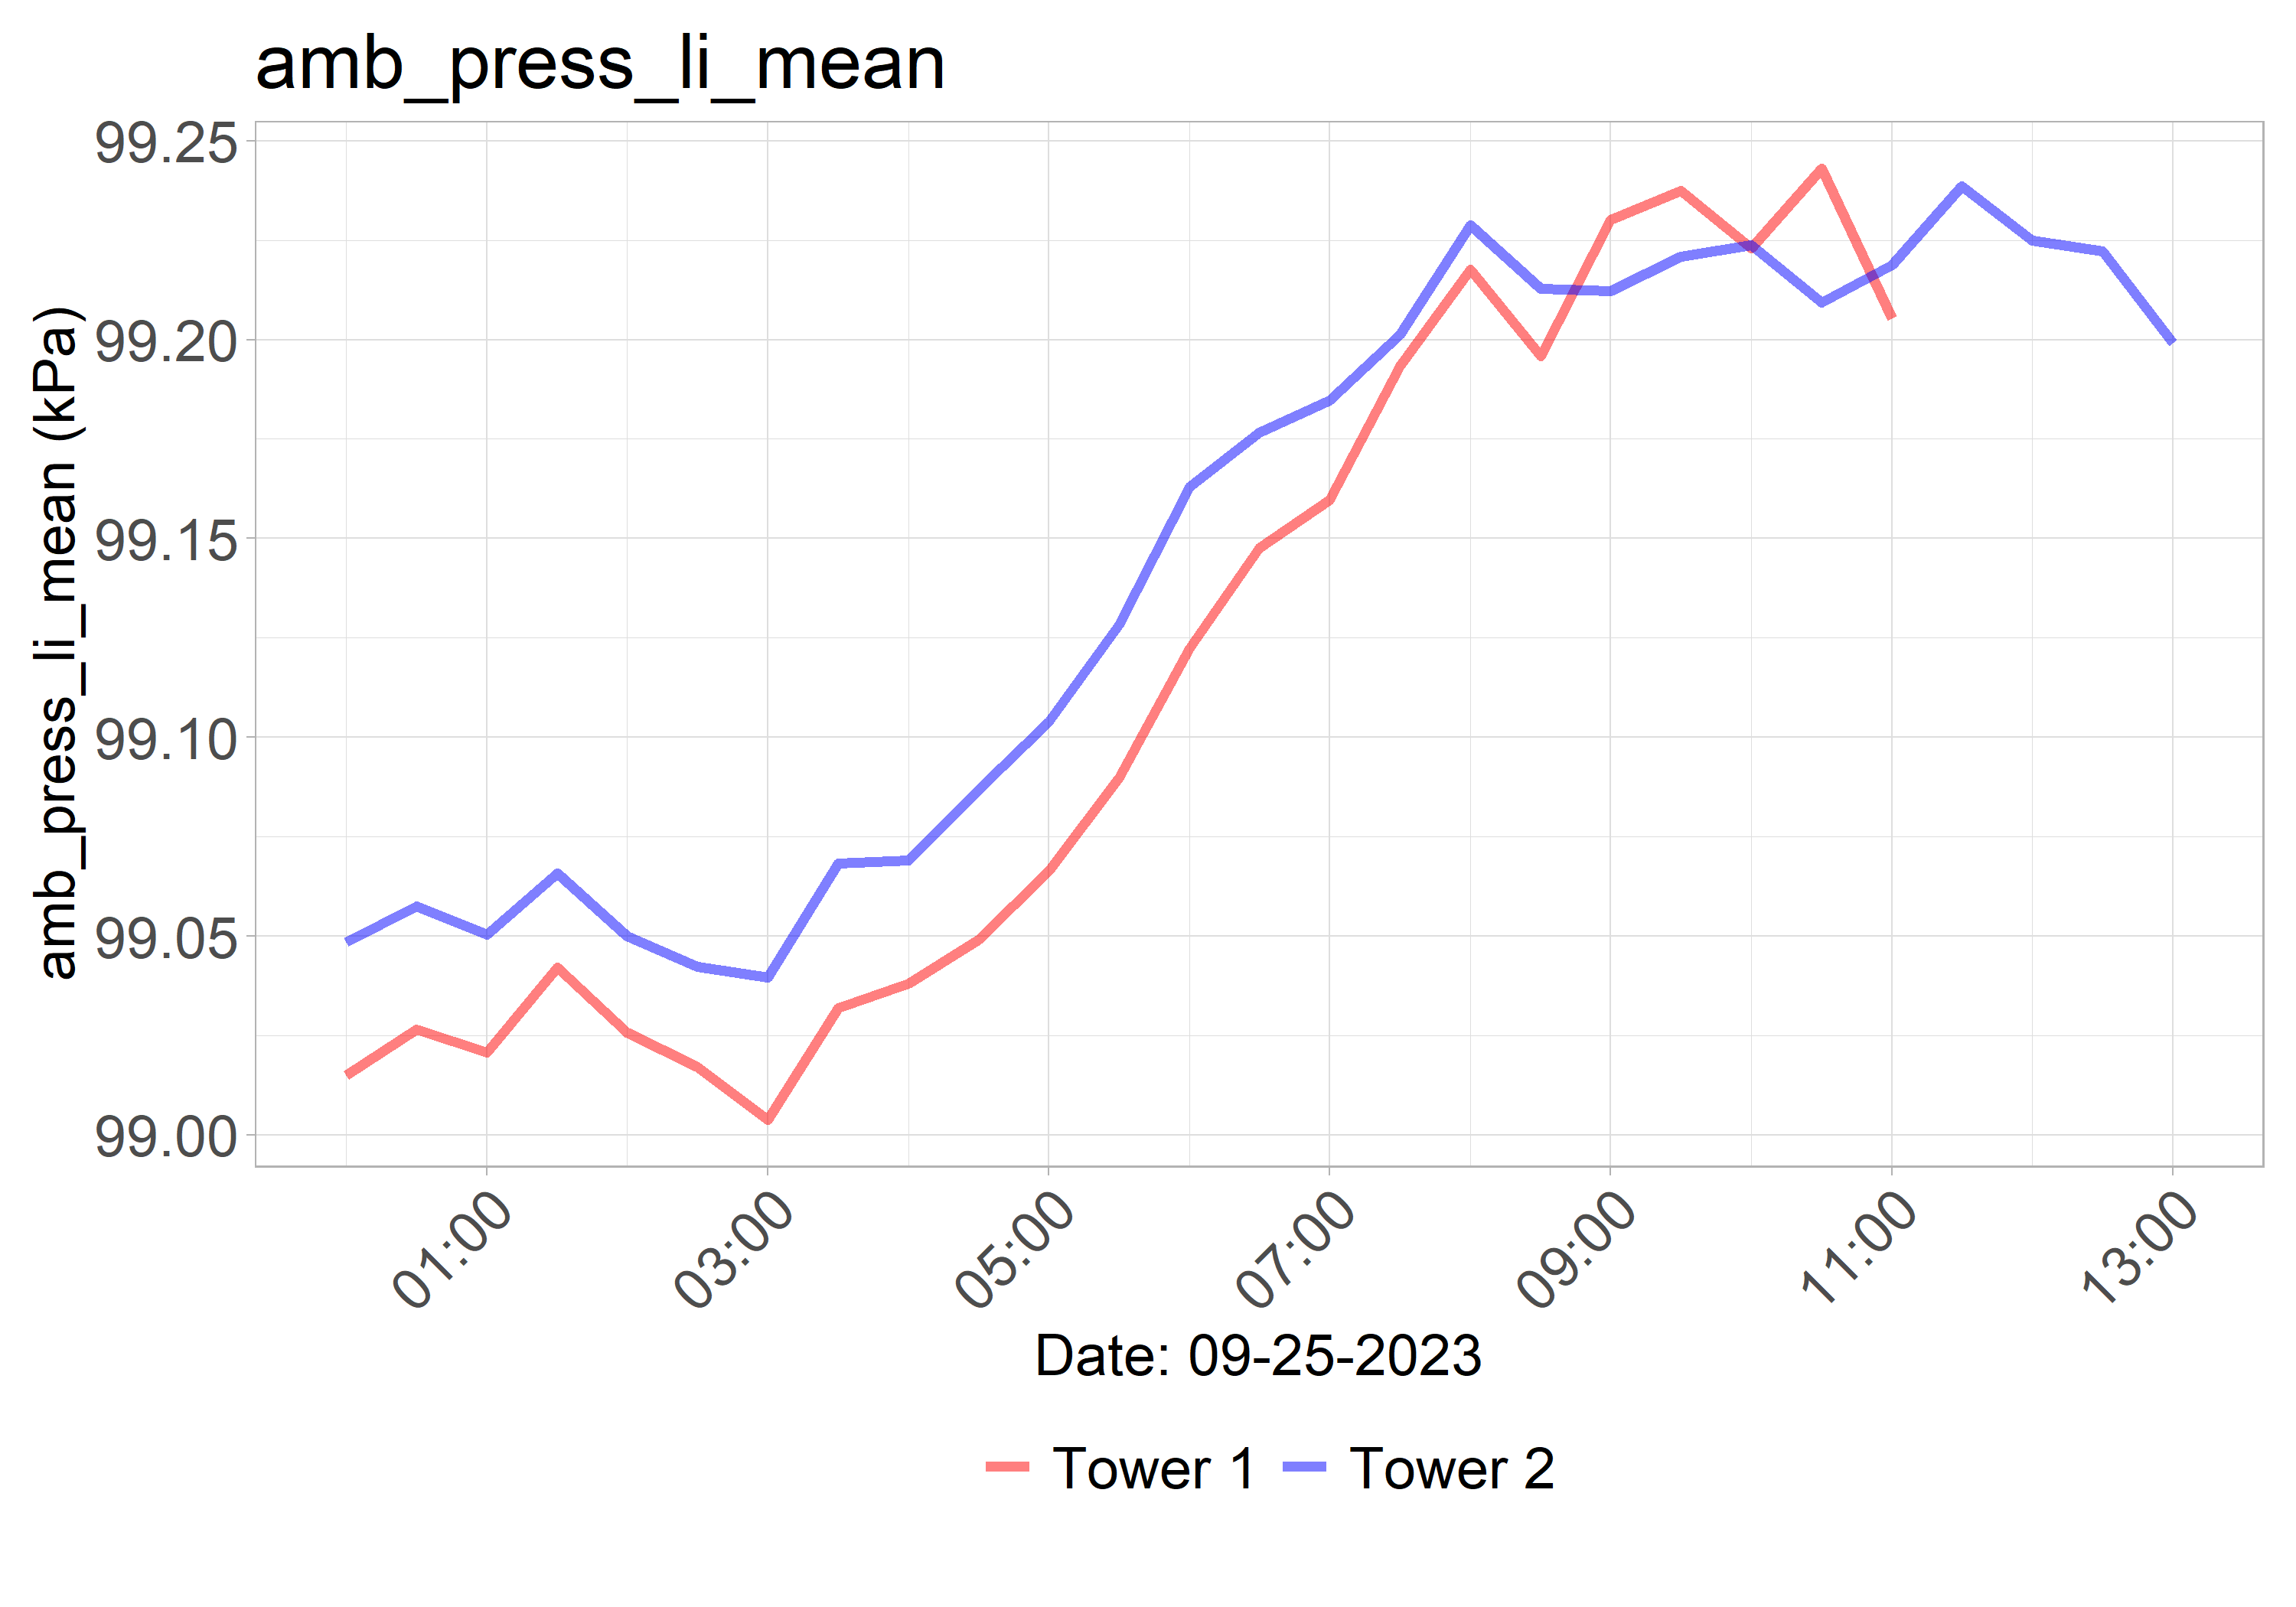 amb_press_li_mean
amb_press_li_mean (kPa)
99.25
99.20
99.15
99.10
99.05
99.00
01:00
03:00
05:00
07:00
09:00
11:00
13:00
Date: 09-25-2023
Tower 1
Tower 2